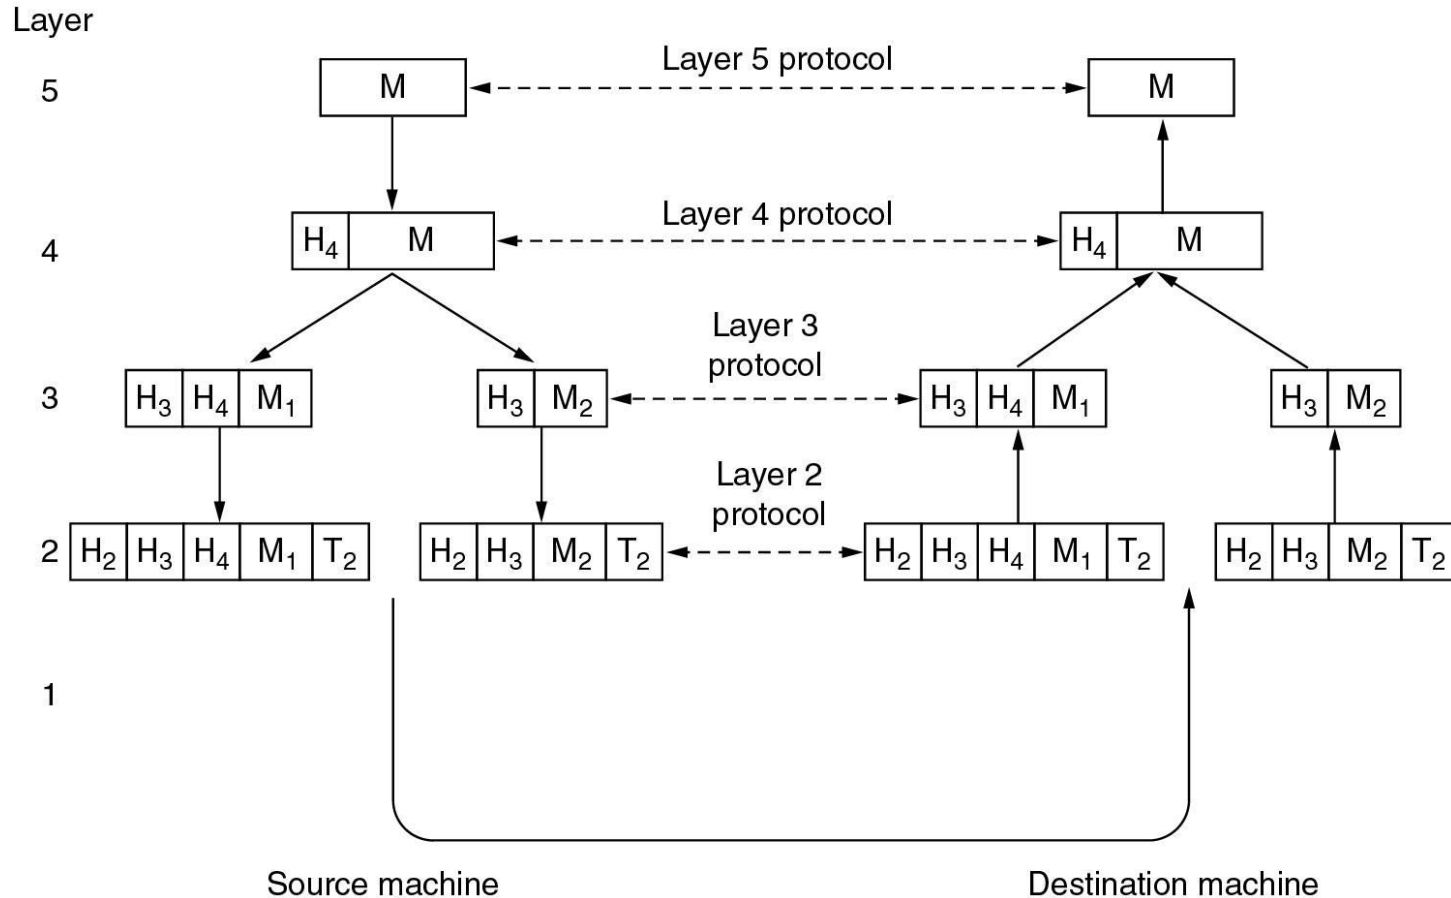 Layer
5 M Layer 5 protocol M
4 H4 M Layer 4 protocol H4 M
Layer 3
protocol
3 H3 H4 M1 H3 M2 H3 H4 M1 H3 M2
Layer 2
protocol
2 H2 H3 H4 M1 T2 H2 H3 M2 T2 H2 H3 H4 M1 T2 H2 H3 M2 T2
1
Source machine Destination machine